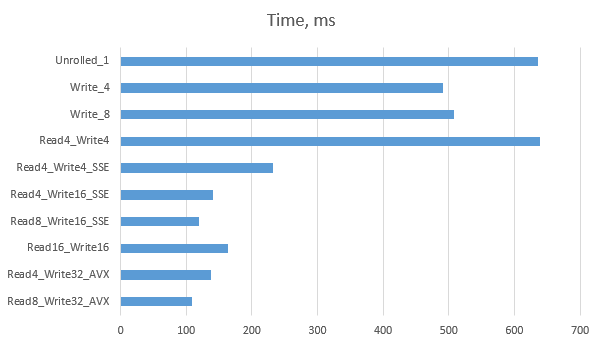 Time, ms
Unrolled_1
Write_4
Write_8
Read4_Write4
Read4_Write4_SSE
Read4_Write16_SSE
Read8_Write16_SSE
Read16_Write16
Read4_Write32_AVX
Read8_Write32_AVX
0 100 200 300 400 500 600 700